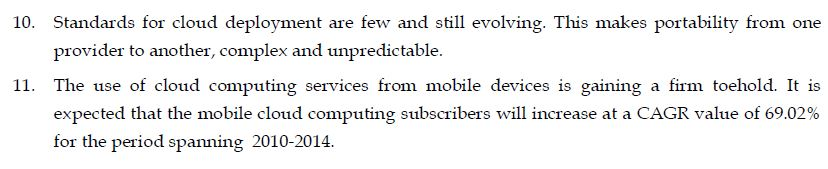 10. Standards for cloud deployment are few and still evolving. This makes portability from one
provider to another, complex and unpredictable.
11. The use of cloud computing services from mobile devices is gaining a firm toehold. It is
expected that the mobile cloud computing subscribers will increase at a CAGR value of 69.02%
for the period spanning 2010-2014.